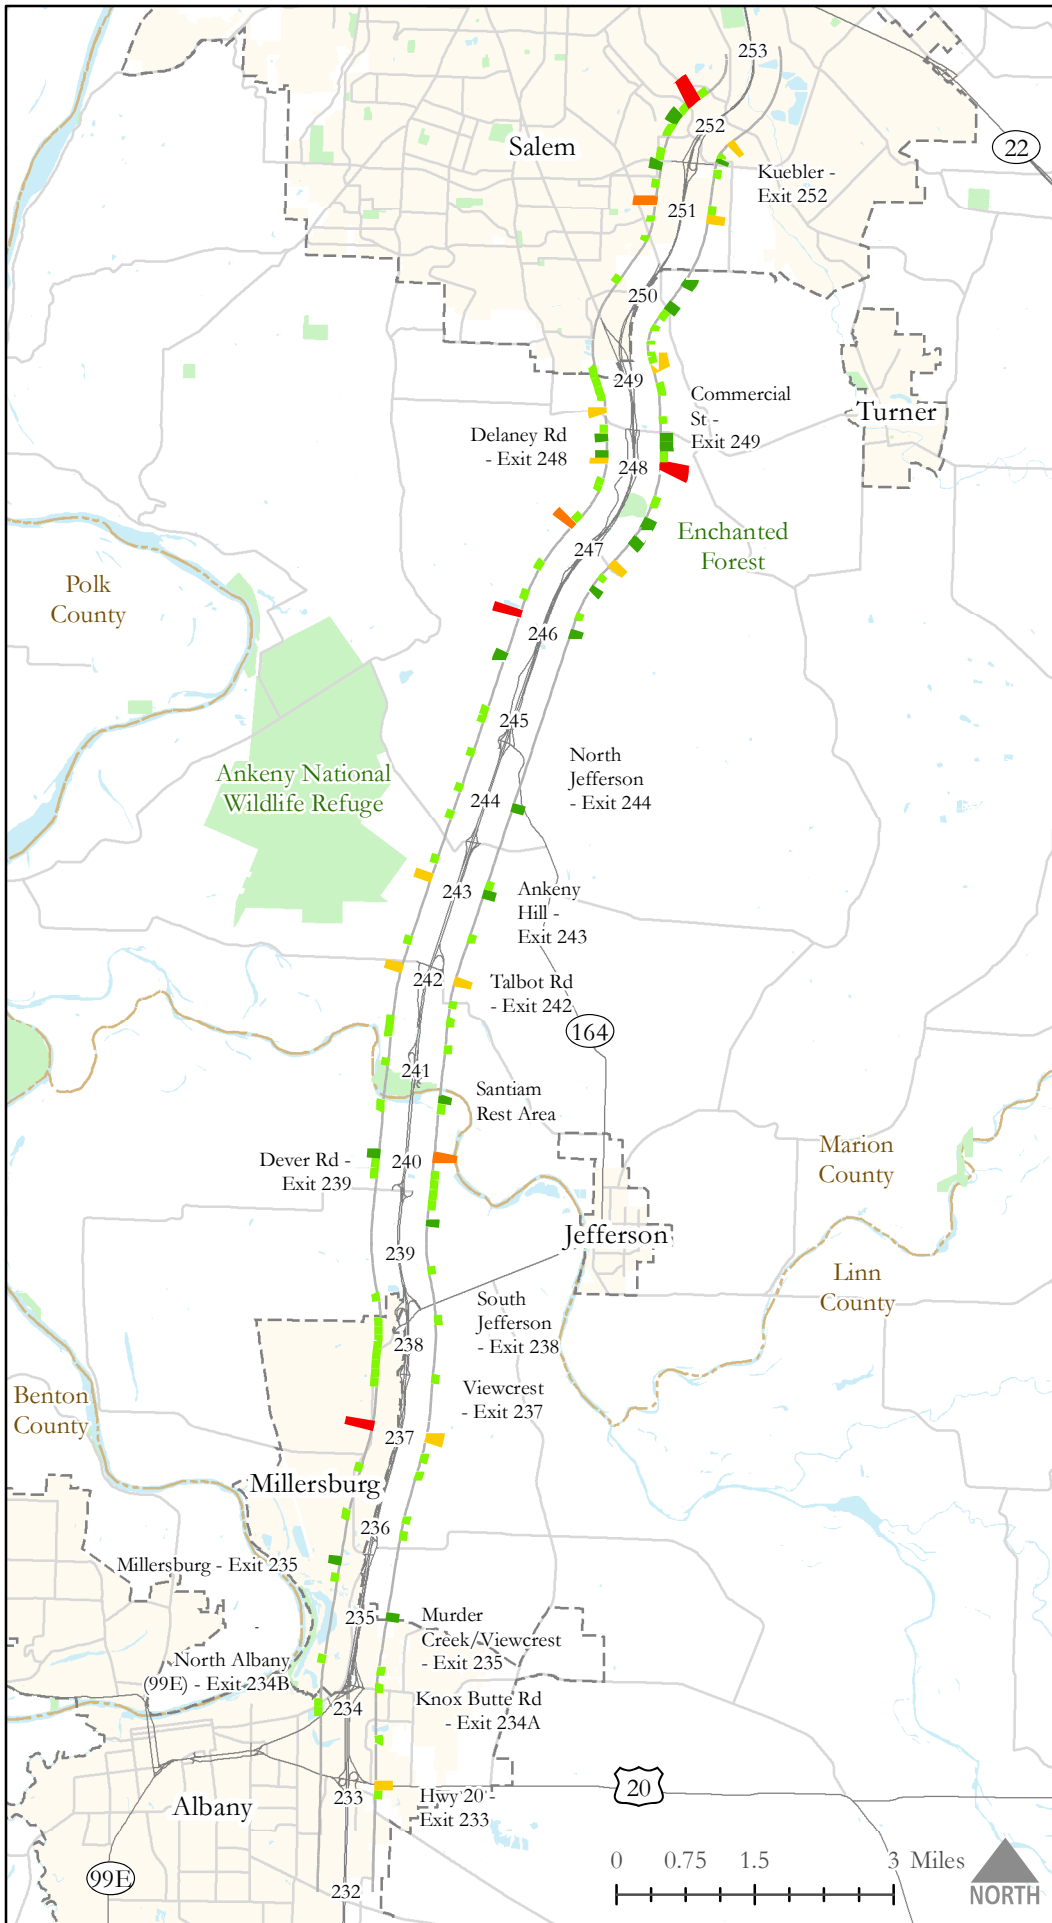 253
252
Salem
22
Kuebler -
Exit 252
251
250
249
Commercial
St -
Exit 249
Turner
Delaney Rd
- Exit 248
248
Enchanted
Forest
247
Polk
County
246
245
North
Jefferson
- Exit 244
Ankeny National
Wildlife Refuge
244
243
Ankeny
Hill -
Exit 243
242
Talbot Rd
- Exit 242
164
241
Santiam
Rest Area
Marion
County
240
Dever Rd -
Exit 239
Jefferson
239
Linn
County
South
Jefferson
- Exit 238
238
Viewcrest
- Exit 237
Benton
County
237
Millersburg
236
Millersburg - Exit 235
235
Murder
Creek/Viewcrest
- Exit 235
North Albany
(99E) - Exit 234B
234
Knox Butte Rd
- Exit 234A
20
233
Hwy 20 -
Exit 233
Albany
99E
232
0 0.75 1.5 3 Miles
NORTH